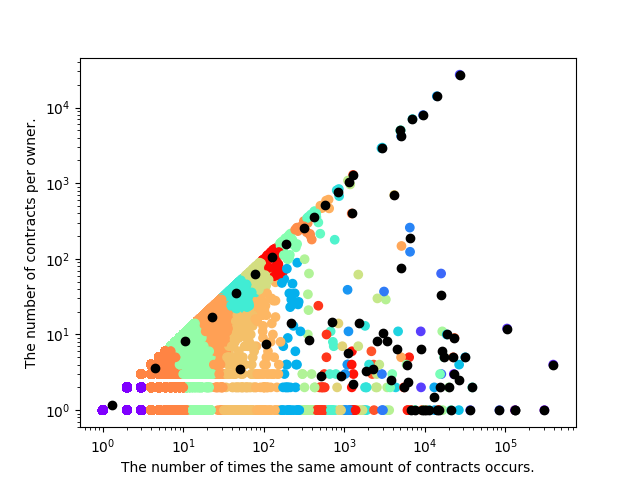 The number of contracts per owner.
10⁴
10³
10²
10¹
10⁰
10⁰ 10¹ 10² 10³ 10⁴ 10⁵
The number of times the same amount of contracts occurs.